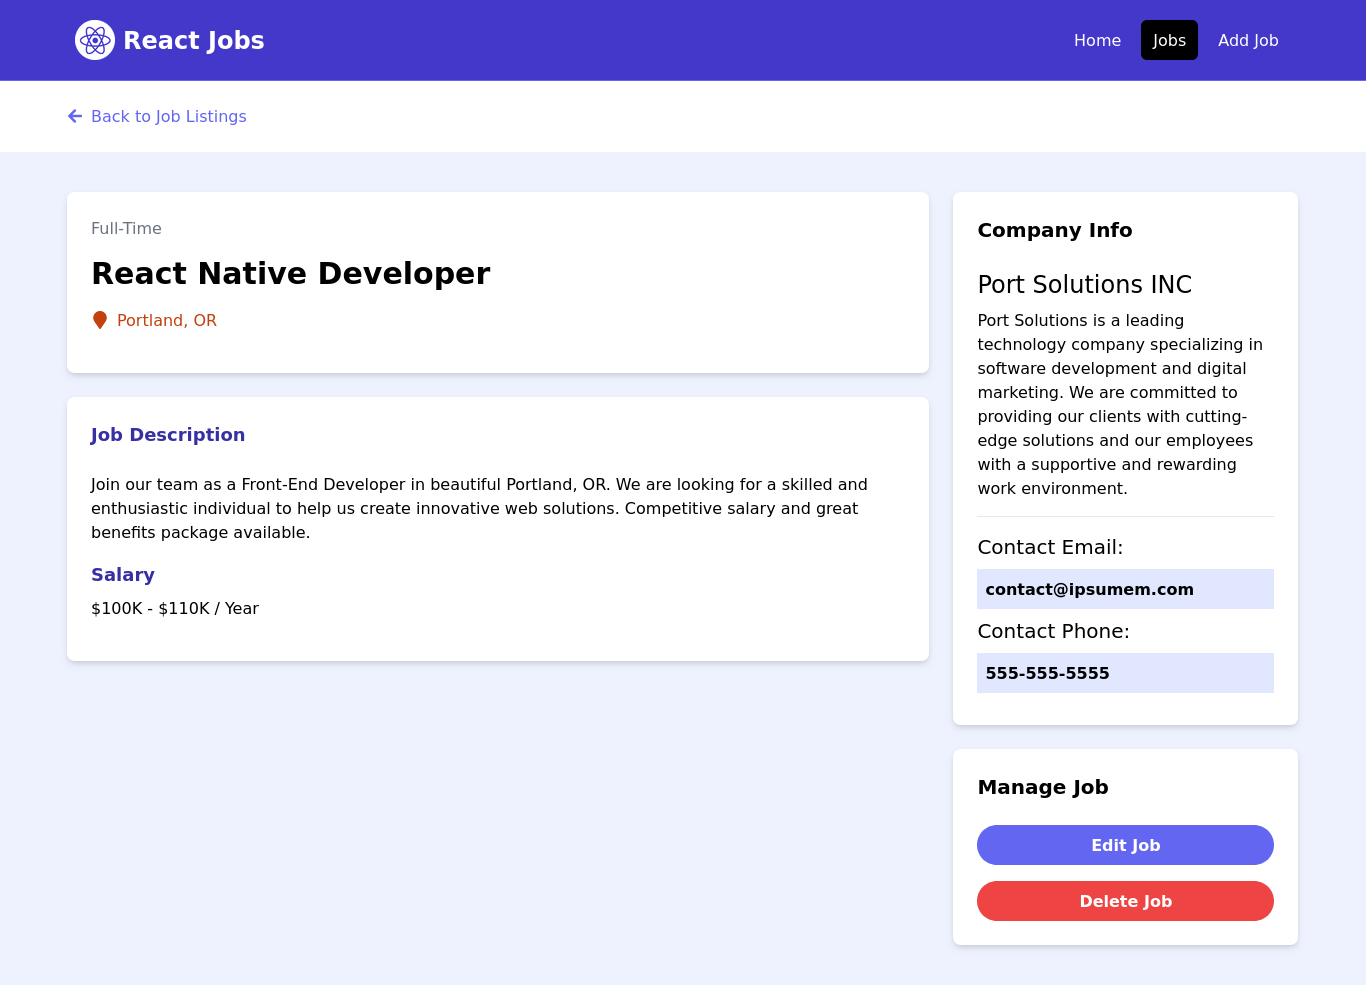 React Jobs
Home
Jobs
Add Job
Back to Job Listings
Full-Time
React Native Developer
Portland, OR
Job Description
Join our team as a Front-End Developer in beautiful Portland, OR. We are looking for a skilled and
enthusiastic individual to help us create innovative web solutions. Competitive salary and great
benefits package available.
Salary
$100K - $110K / Year
Company Info
Port Solutions INC
Port Solutions is a leading
technology company specializing in
software development and digital
marketing. We are committed to
providing our clients with cutting-
edge solutions and our employees
with a supportive and rewarding
work environment.
Contact Email:
contact@ipsumem.com
Contact Phone:
555-555-5555
Manage Job
Edit Job
Delete Job